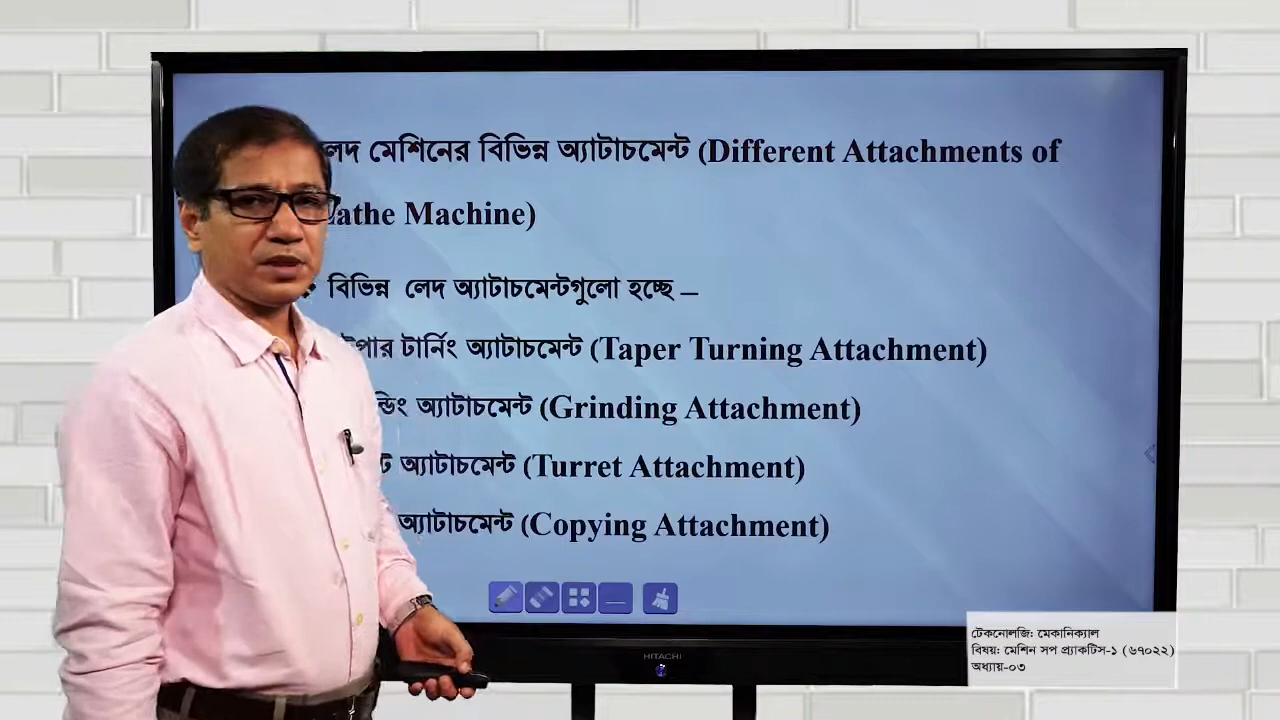 লেদ মেশিনের বিভিন্ন অ্যাটাচমেন্ট (Different Attachments of
Lathe Machine)
বিভিন্ন লেদ অ্যাটাচমেন্টগুলো হচ্ছে –
টার্নিং অ্যাটাচমেন্ট (Taper Turning Attachment)
অ্যাটাচমেন্ট (Grinding Attachment)
অ্যাটাচমেন্ট (Turret Attachment)
অ্যাটাচমেন্ট (Copying Attachment)
HITACHI
টেকনোলজি: মেকানিক্যাল
বিষয়: মেশিন সপ প্র্যাকটিস-১ (৬৭০২২)
অধ্যায়-০৩